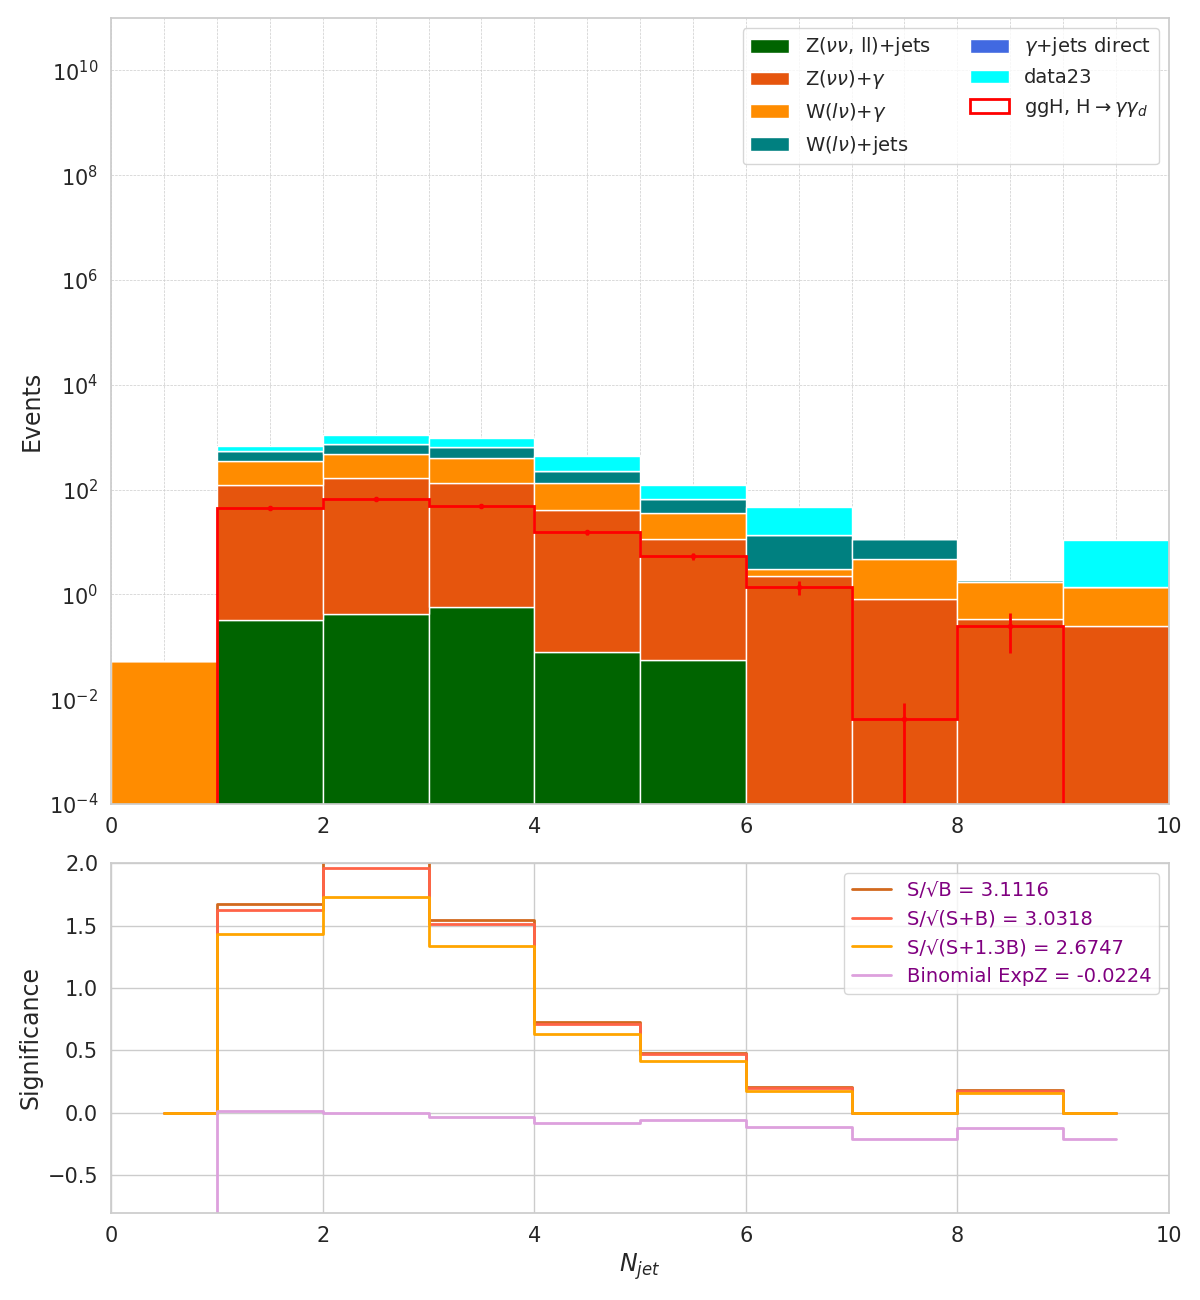 Z(νν, ll)+jets
Z(νν)+γ
W(lν)+γ
W(lν)+jets
γ+jets direct
data23
ggH, H→γγ_d
Events
10^10
10^8
10^6
10^4
10^2
10^0
10^−2
10^−4
0 2 4 6 8 10
S/√B = 3.1116
S/√(S+B) = 3.0318
S/√(S+1.3B) = 2.6747
Binomial ExpZ = -0.0224
Significance
2.0
1.5
1.0
0.5
0.0
−0.5
0 2 4 6 8 10
N_jet